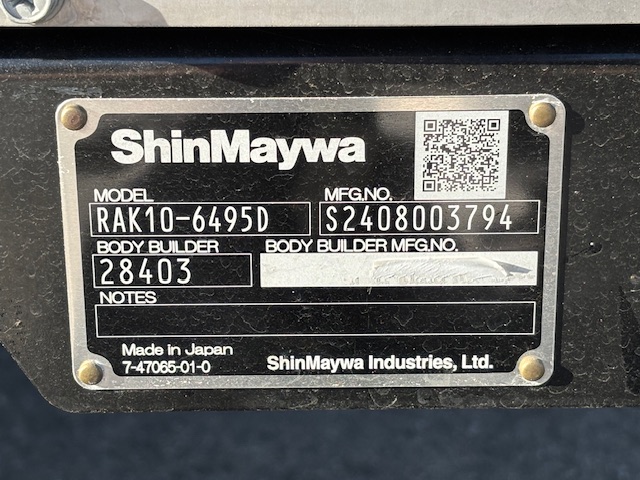 ShinMaywa
MODEL MFG.NO.
RAK10-6495D S2408003794
BODY BUILDER BODY BUILDER MFG.NO.
28403
NOTES
Made in Japan
7-47065-01-0 ShinMaywa Industries, Ltd.